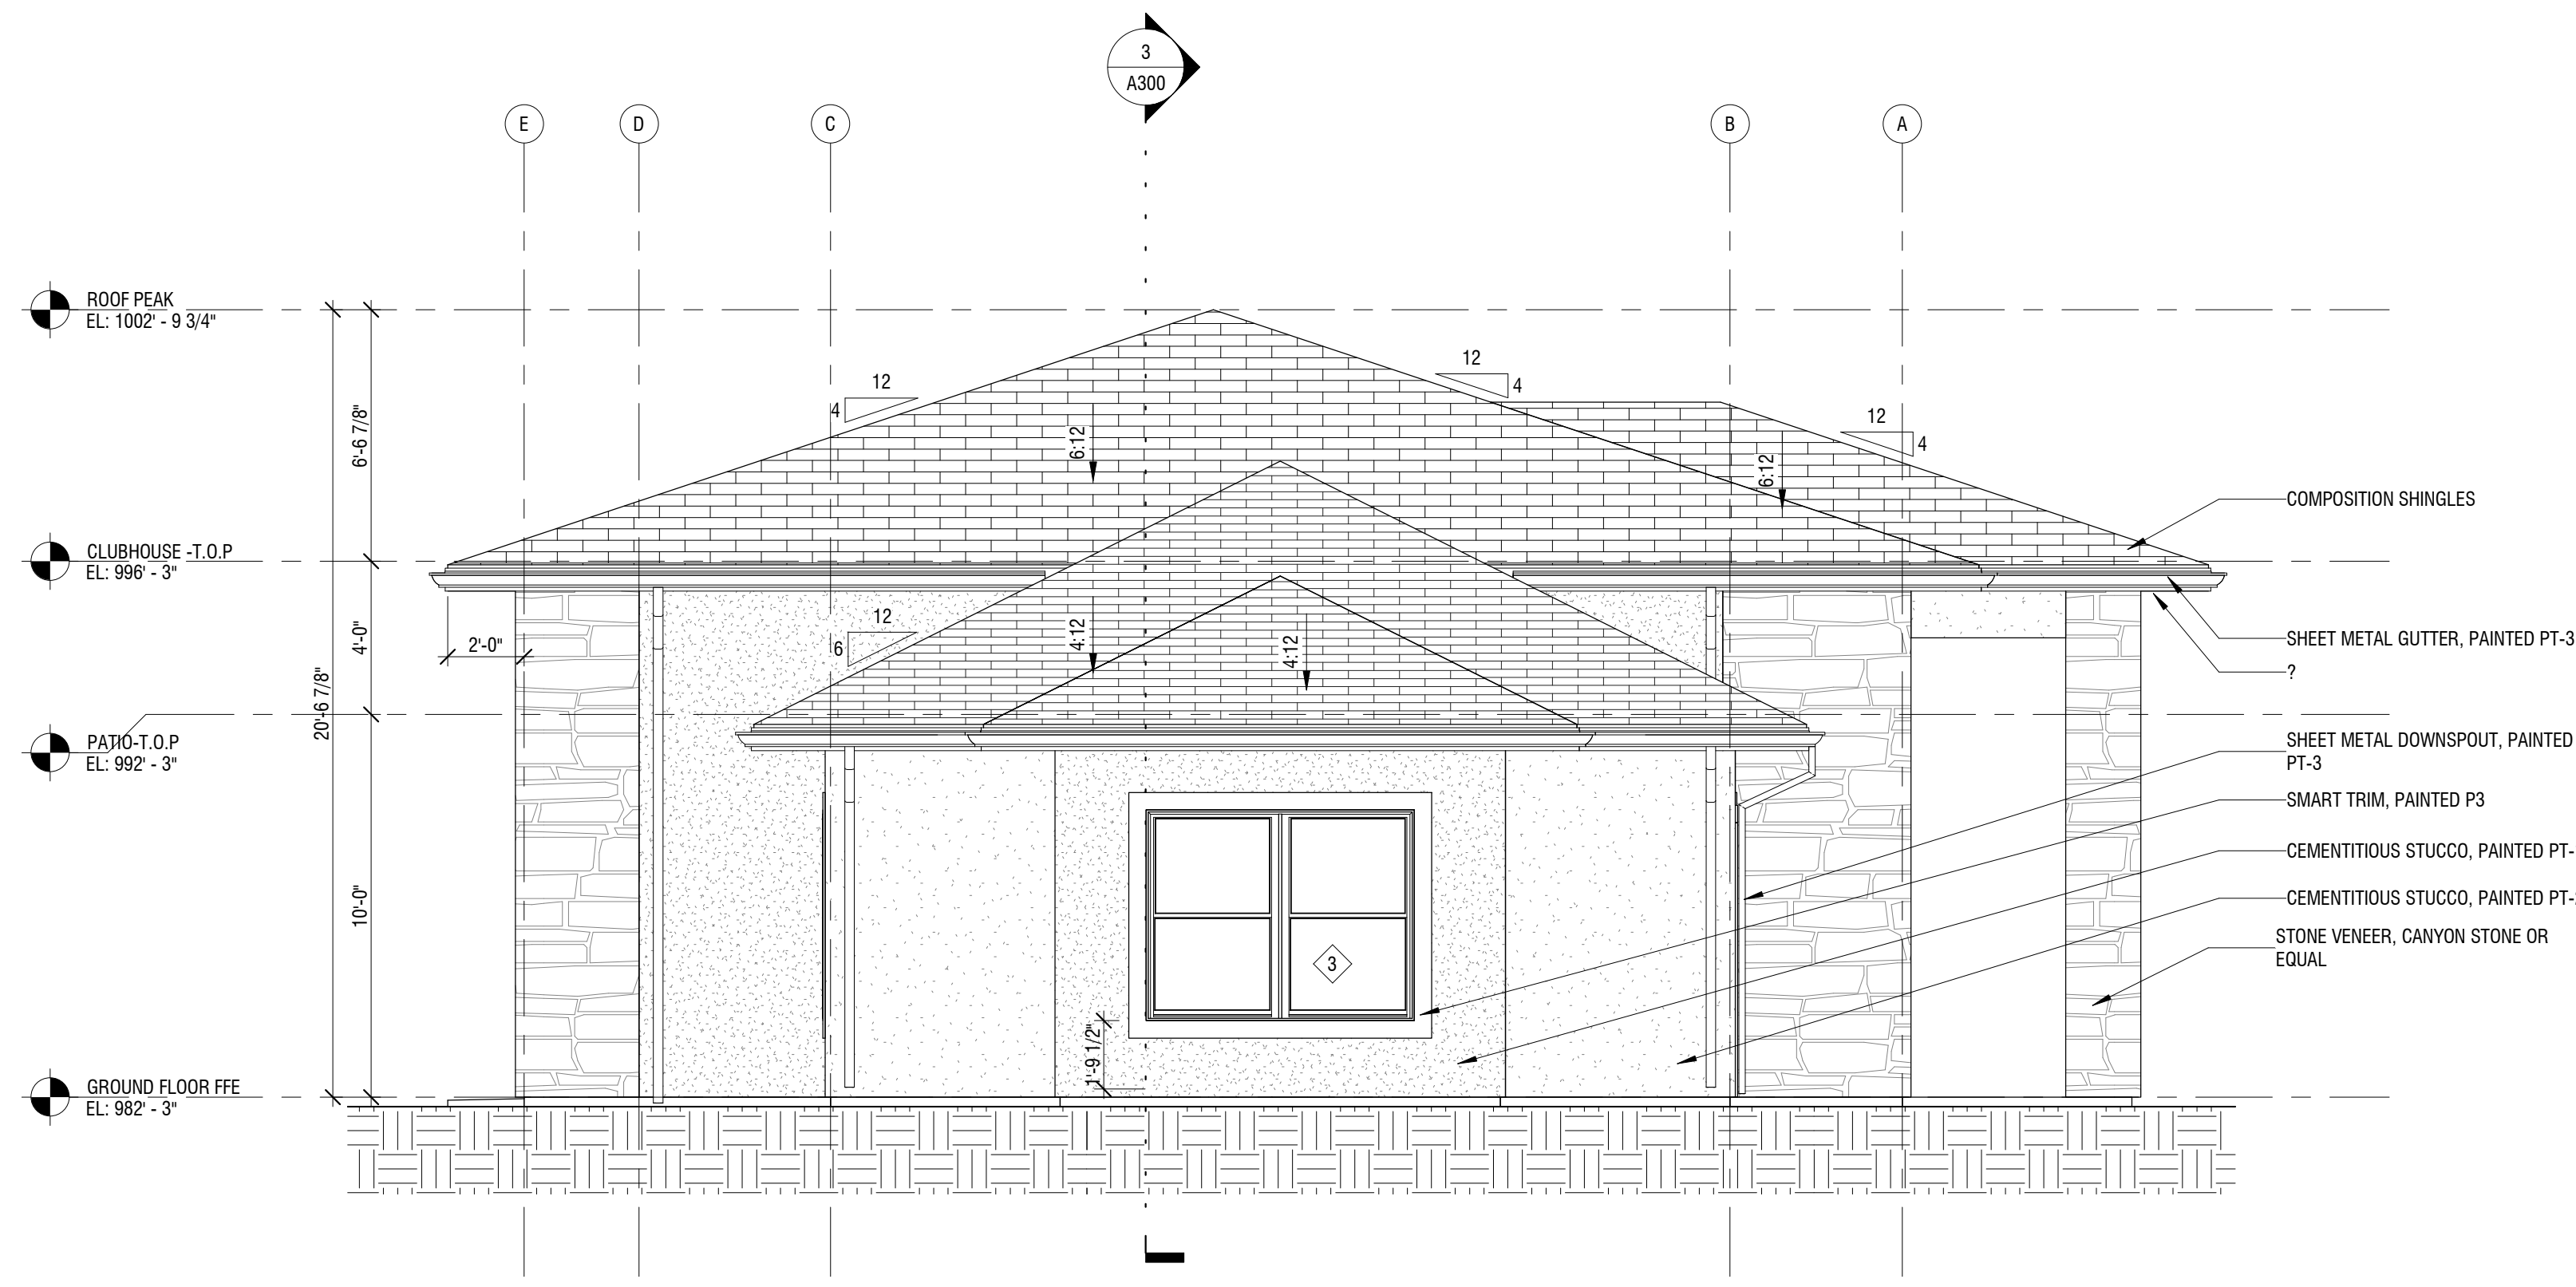 3
A300
E
D
C
B
A
ROOF PEAK
EL: 1002' - 9 3/4"
12
4
12
4
12
4
6'-6 7/8"
6:12
6:12
COMPOSITION SHINGLES
CLUBHOUSE -T.O.P
EL: 996' - 3"
12
6
4:12
4:12
2'-0"
4'-0"
20'-6 7/8"
SHEET METAL GUTTER, PAINTED PT-3
?
PATIO-T.O.P
EL: 992' - 3"
SHEET METAL DOWNSPOUT, PAINTED
PT-3
SMART TRIM, PAINTED P3
CEMENTITIOUS STUCCO, PAINTED PT-
CEMENTITIOUS STUCCO, PAINTED PT-
10'-0"
STONE VENEER, CANYON STONE OR
EQUAL
3
1'-9 1/2"
GROUND FLOOR FFE
EL: 982' - 3"